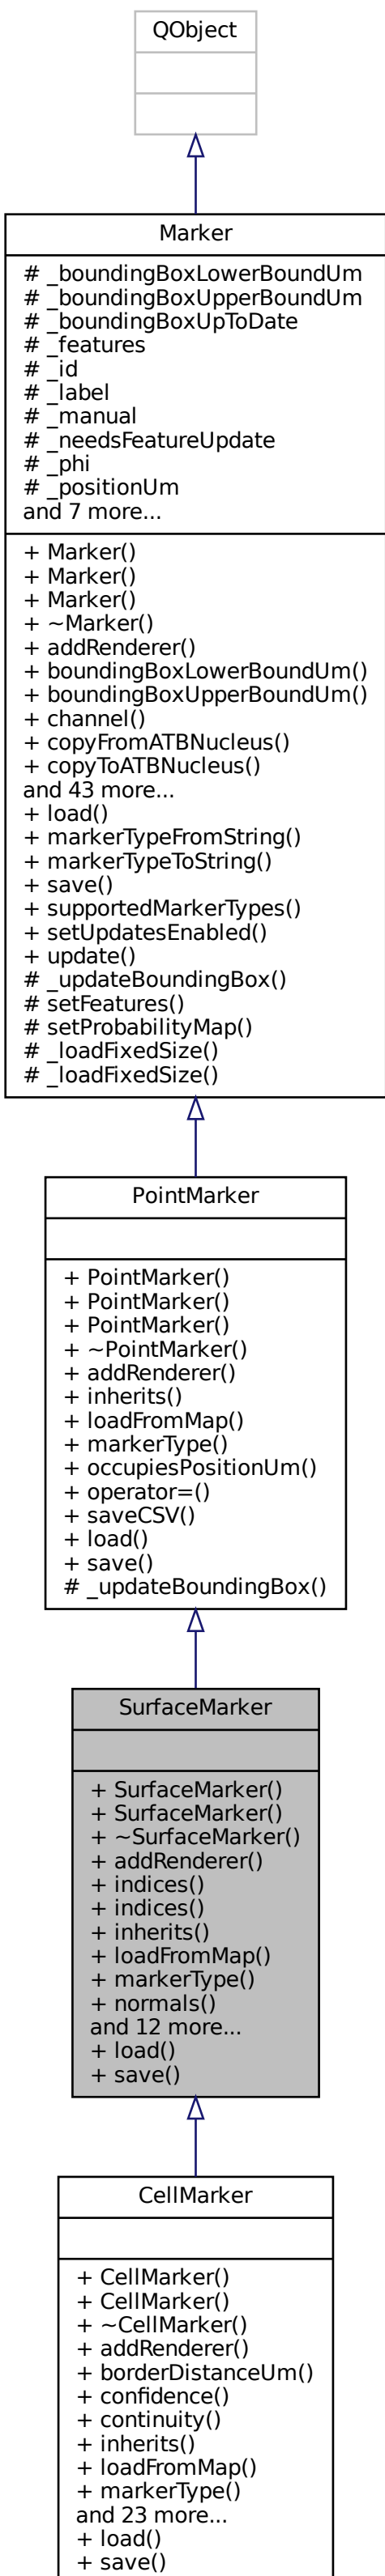 QObject
Marker
# _boundingBoxLowerBoundUm
# _boundingBoxUpperBoundUm
# _boundingBoxUpToDate
# _features
# _id
# _label
# _manual
# _needsFeatureUpdate
# _phi
# _positionUm
and 7 more...
+ Marker()
+ Marker()
+ Marker()
+ ~Marker()
+ addRenderer()
+ boundingBoxLowerBoundUm()
+ boundingBoxUpperBoundUm()
+ channel()
+ copyFromATBNucleus()
+ copyToATBNucleus()
and 43 more...
+ load()
+ markerTypeFromString()
+ markerTypeToString()
+ save()
+ supportedMarkerTypes()
+ setUpdatesEnabled()
+ update()
# _updateBoundingBox()
# setFeatures()
# setProbabilityMap()
# _loadFixedSize()
# _loadFixedSize()
PointMarker
+ PointMarker()
+ PointMarker()
+ PointMarker()
+ ~PointMarker()
+ addRenderer()
+ inherits()
+ loadFromMap()
+ markerType()
+ occupiesPositionUm()
+ operator=()
+ saveCSV()
+ load()
+ save()
# _updateBoundingBox()
SurfaceMarker
+ SurfaceMarker()
+ SurfaceMarker()
+ ~SurfaceMarker()
+ addRenderer()
+ indices()
+ indices()
+ inherits()
+ loadFromMap()
+ markerType()
+ normals()
and 12 more...
+ load()
+ save()
CellMarker
+ CellMarker()
+ CellMarker()
+ ~CellMarker()
+ addRenderer()
+ borderDistanceUm()
+ confidence()
+ continuity()
+ inherits()
+ loadFromMap()
+ markerType()
and 23 more...
+ load()
+ save()